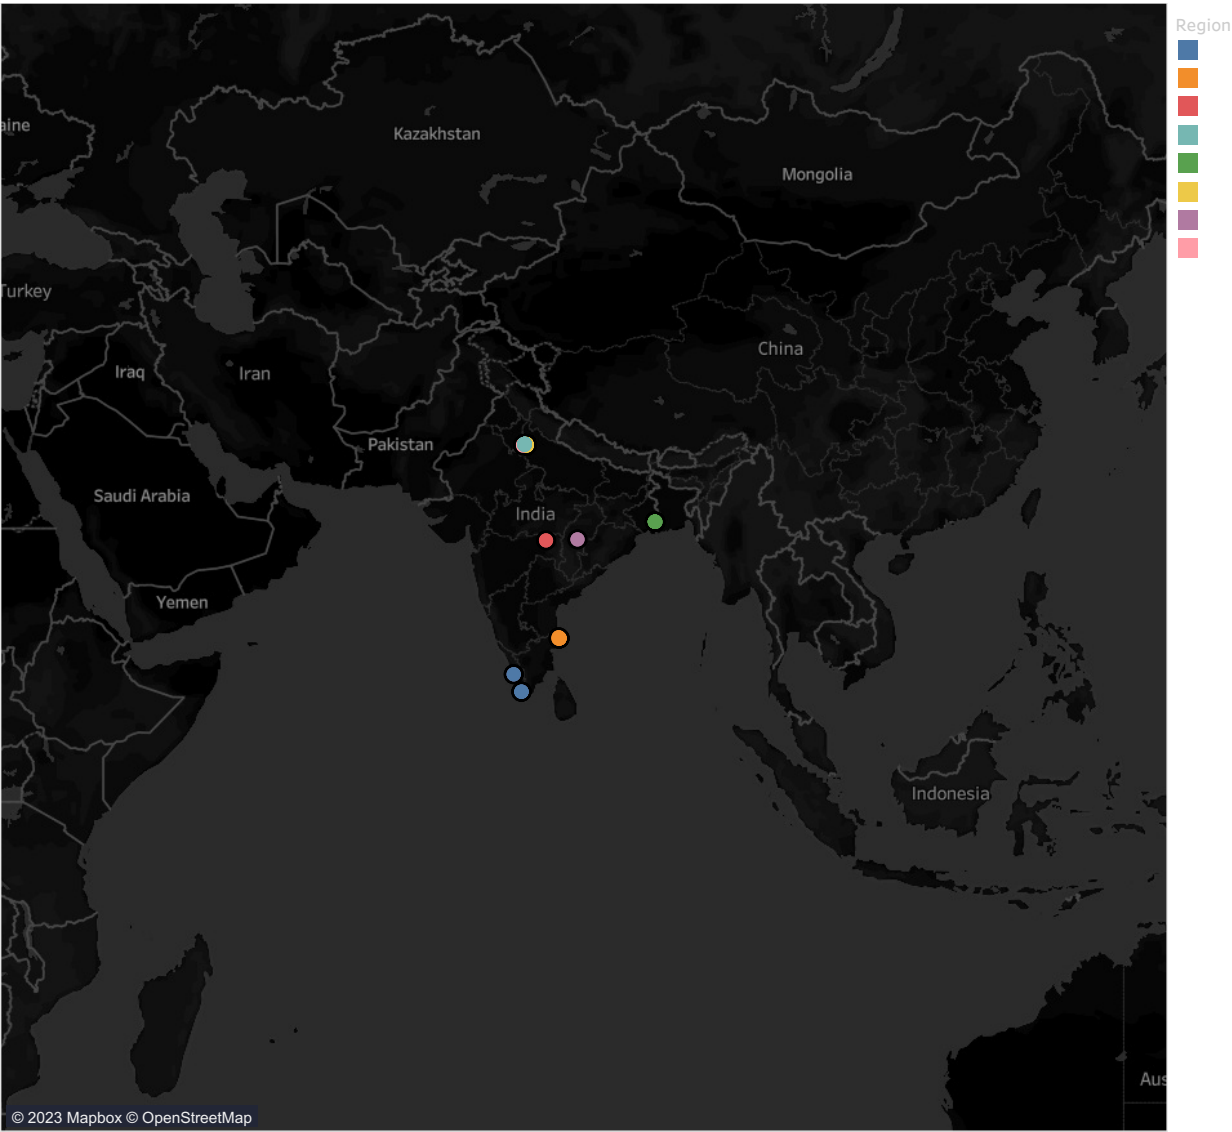 Region
aine
Kazakhstan
Mongolia
Turkey
China
Iraq
Iran
Pakistan
Saudi Arabia
India
Yemen
Indonesia
Aus
© 2023 Mapbox © OpenStreetMap